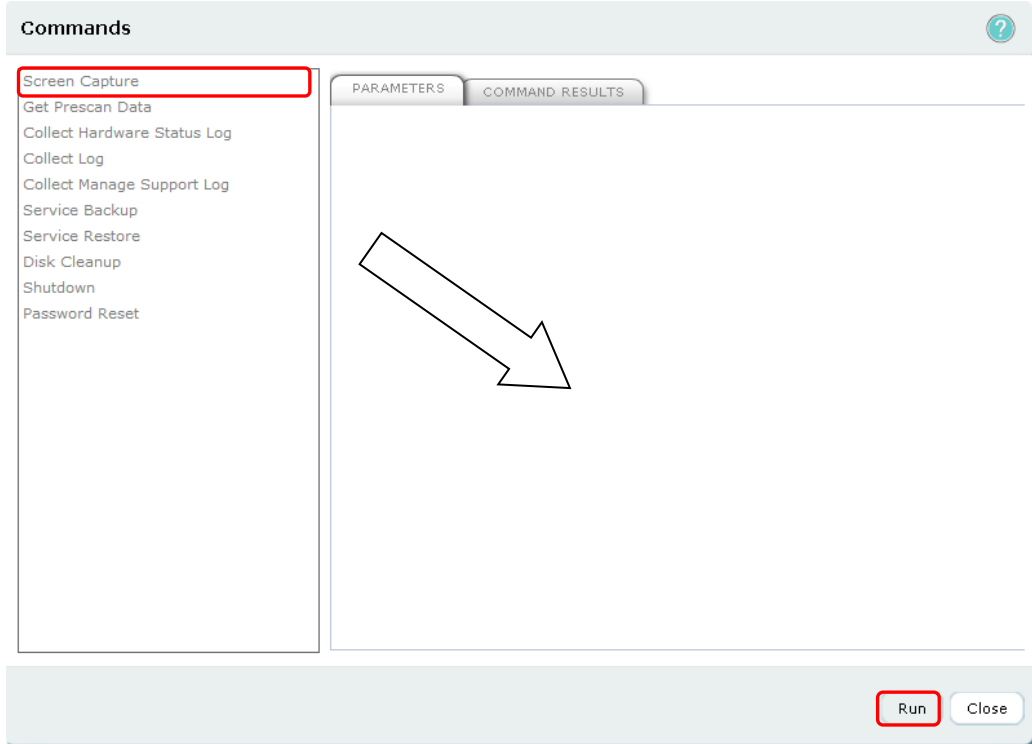 Commands
?
Screen Capture
Get Prescan Data
Collect Hardware Status Log
Collect Log
Collect Manage Support Log
Service Backup
Service Restore
Disk Cleanup
Shutdown
Password Reset
PARAMETERS
COMMAND RESULTS
Run
Close